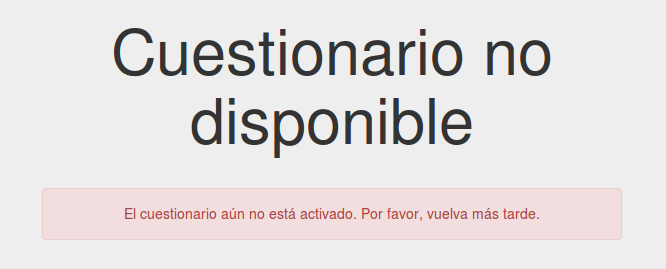 Cuestionario no
disponible
El cuestionario aún no está activado. Por favor, vuelva más tarde.